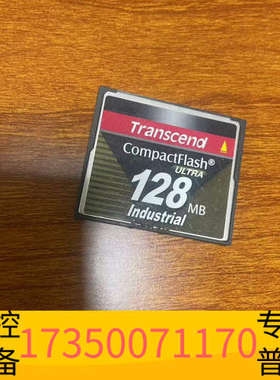 Transcend
CompactFlash®
ULTRA
128 MB
Industrial
控 专
17350071170
备 普